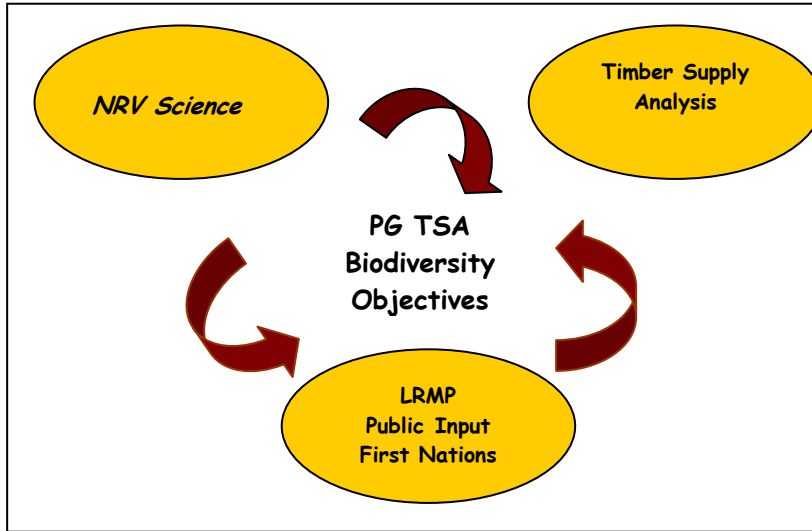 NRV Science
Timber Supply
Analysis
PG TSA
Biodiversity
Objectives
LRMP
Public Input
First Nations